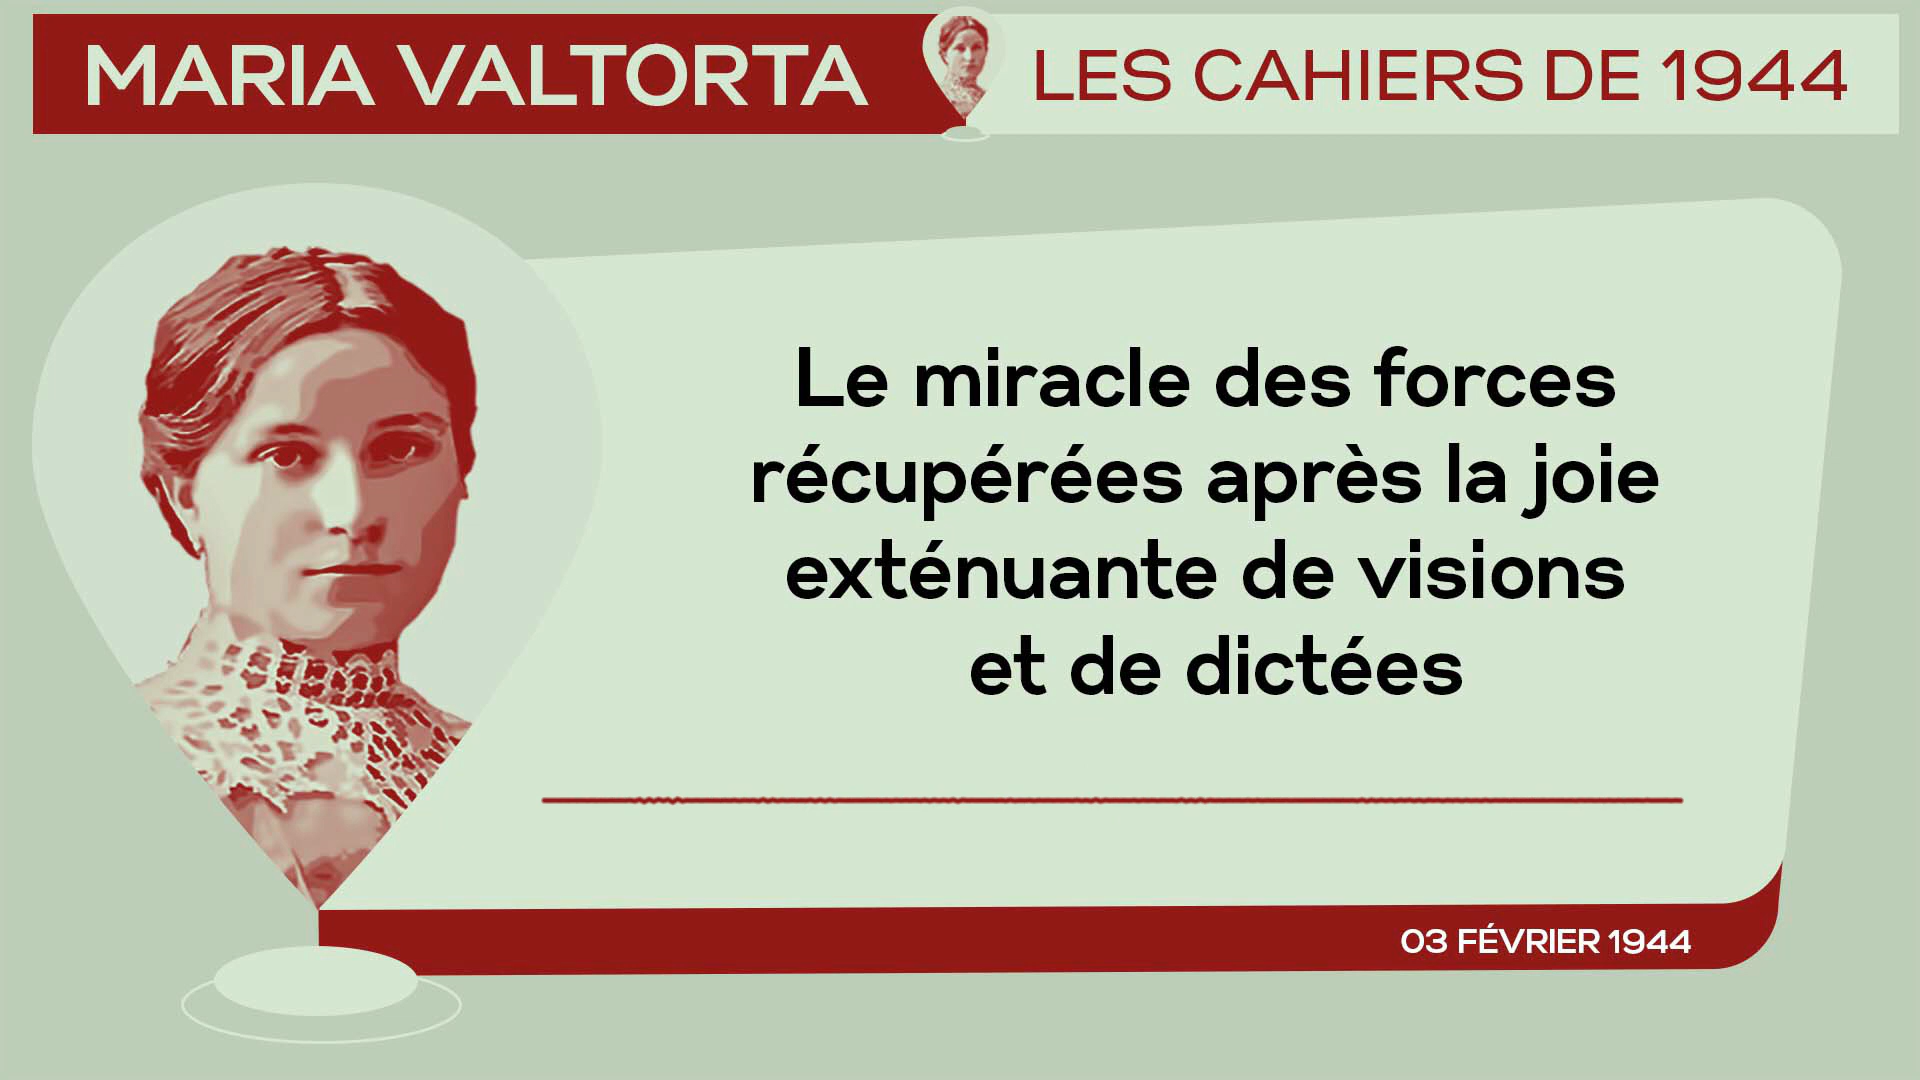 MARIA VALTORTA
LES CAHIERS DE 1944
Le miracle des forces
récupérées après la joie
exténuante de visions
et de dictées
03 FÉVRIER 1944